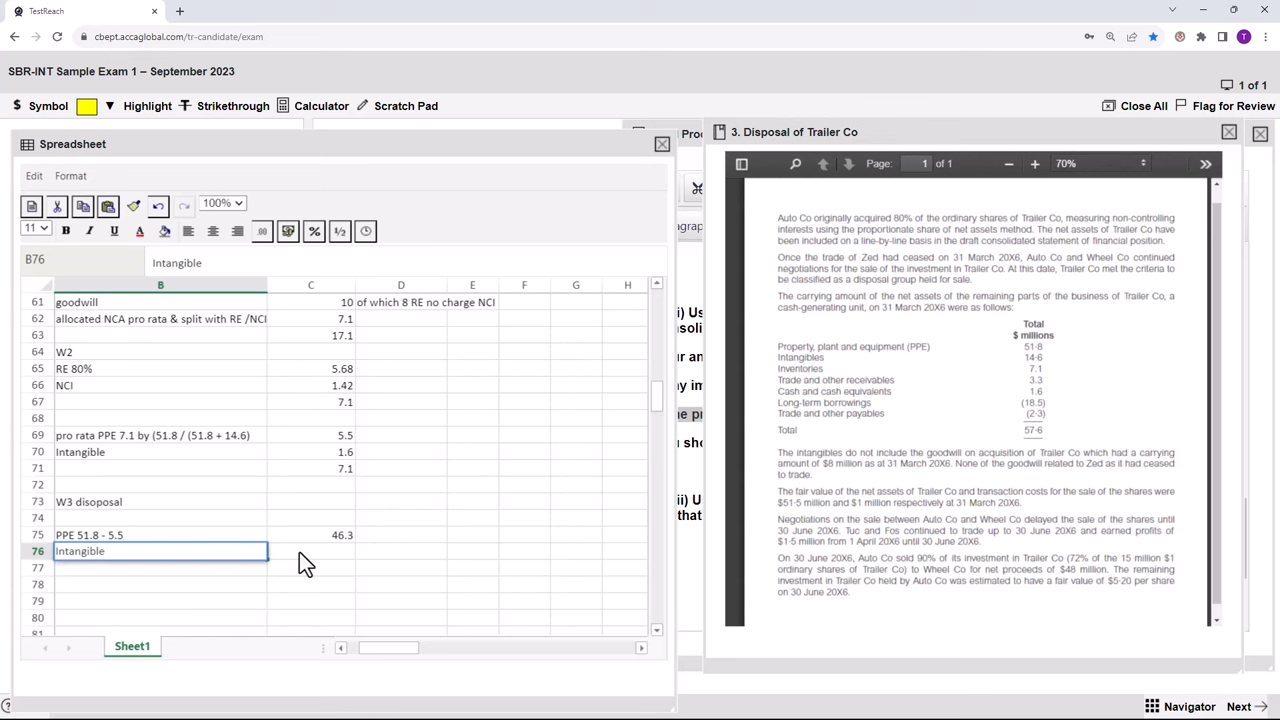 TestReach
cbept.accaglobal.com/tr-candidate/exam
T
SBR-INT Sample Exam 1 – September 2023
1 of 1
$ Symbol Highlight Strikethrough Calculator Scratch Pad Close All Flag for Review
Spreadsheet
Edit Format
100%
11 B I U A .00 % ½
B76 Intangible
B C D E F G H
61 goodwill 10 of which 8 RE no charge NCI
62 allocated NCA pro rata & split with RE /NCI 7.1
63 17.1
64 W2
65 RE 80% 5.68
66 NCI 1.42
67 7.1
68
69 pro rata PPE 7.1 by (51.8 / (51.8 + 14.6) 5.5
70 Intangible 1.6
71 7.1
72
73 W3 disoposal
74
75 PPE 51.8 - 5.5 46.3
76 Intangible
77
78
79
80
81
Sheet1
3. Disposal of Trailer Co
Page: 1 of 1 70%
Auto Co originally acquired 80% of the ordinary shares of Trailer Co, measuring non-controlling
interests using the proportionate share of net assets method. The net assets of Trailer Co have
been included on a line-by-line basis in the draft consolidated statement of financial position.
Once the trade of Zed had ceased on 31 March 20X6, Auto Co and Wheel Co continued
negotiations for the sale of the investment in Trailer Co. At this date, Trailer Co met the criteria to
be classified as a disposal group held for sale.
The carrying amount of the net assets of the remaining parts of the business of Trailer Co, a
cash-generating unit, on 31 March 20X6 were as follows:
Total
$ millions
Property, plant and equipment (PPE) 51·8
Intangibles 14·6
Inventories 7.1
Trade and other receivables 3.3
Cash and cash equivalents 1.6
Long-term borrowings (18.5)
Trade and other payables (2·3)
Total 57·6
The intangibles do not include the goodwill on acquisition of Trailer Co which had a carrying
amount of $8 million as at 31 March 20X6. None of the goodwill related to Zed as it had ceased
to trade.
The fair value of the net assets of Trailer Co and transaction costs for the sale of the shares were
$51·5 million and $1 million respectively at 31 March 20X6.
Negotiations on the sale between Auto Co and Wheel Co delayed the sale of the shares until
30 June 20X6. Tuc and Fos continued to trade up until 30 June 20X6 and earned profits of
$1·5 million from 1 April 20X6 until 30 June 20X6.
On 30 June 20X6, Auto Co sold 90% of its investment in Trailer Co (72% of the 15 million $1
ordinary shares of Trailer Co) to Wheel Co for net proceeds of $48 million. The remaining
investment in Trailer Co held by Auto Co was estimated to have a fair value of $5·20 per share
on 30 June 20X6.
Navigator Next